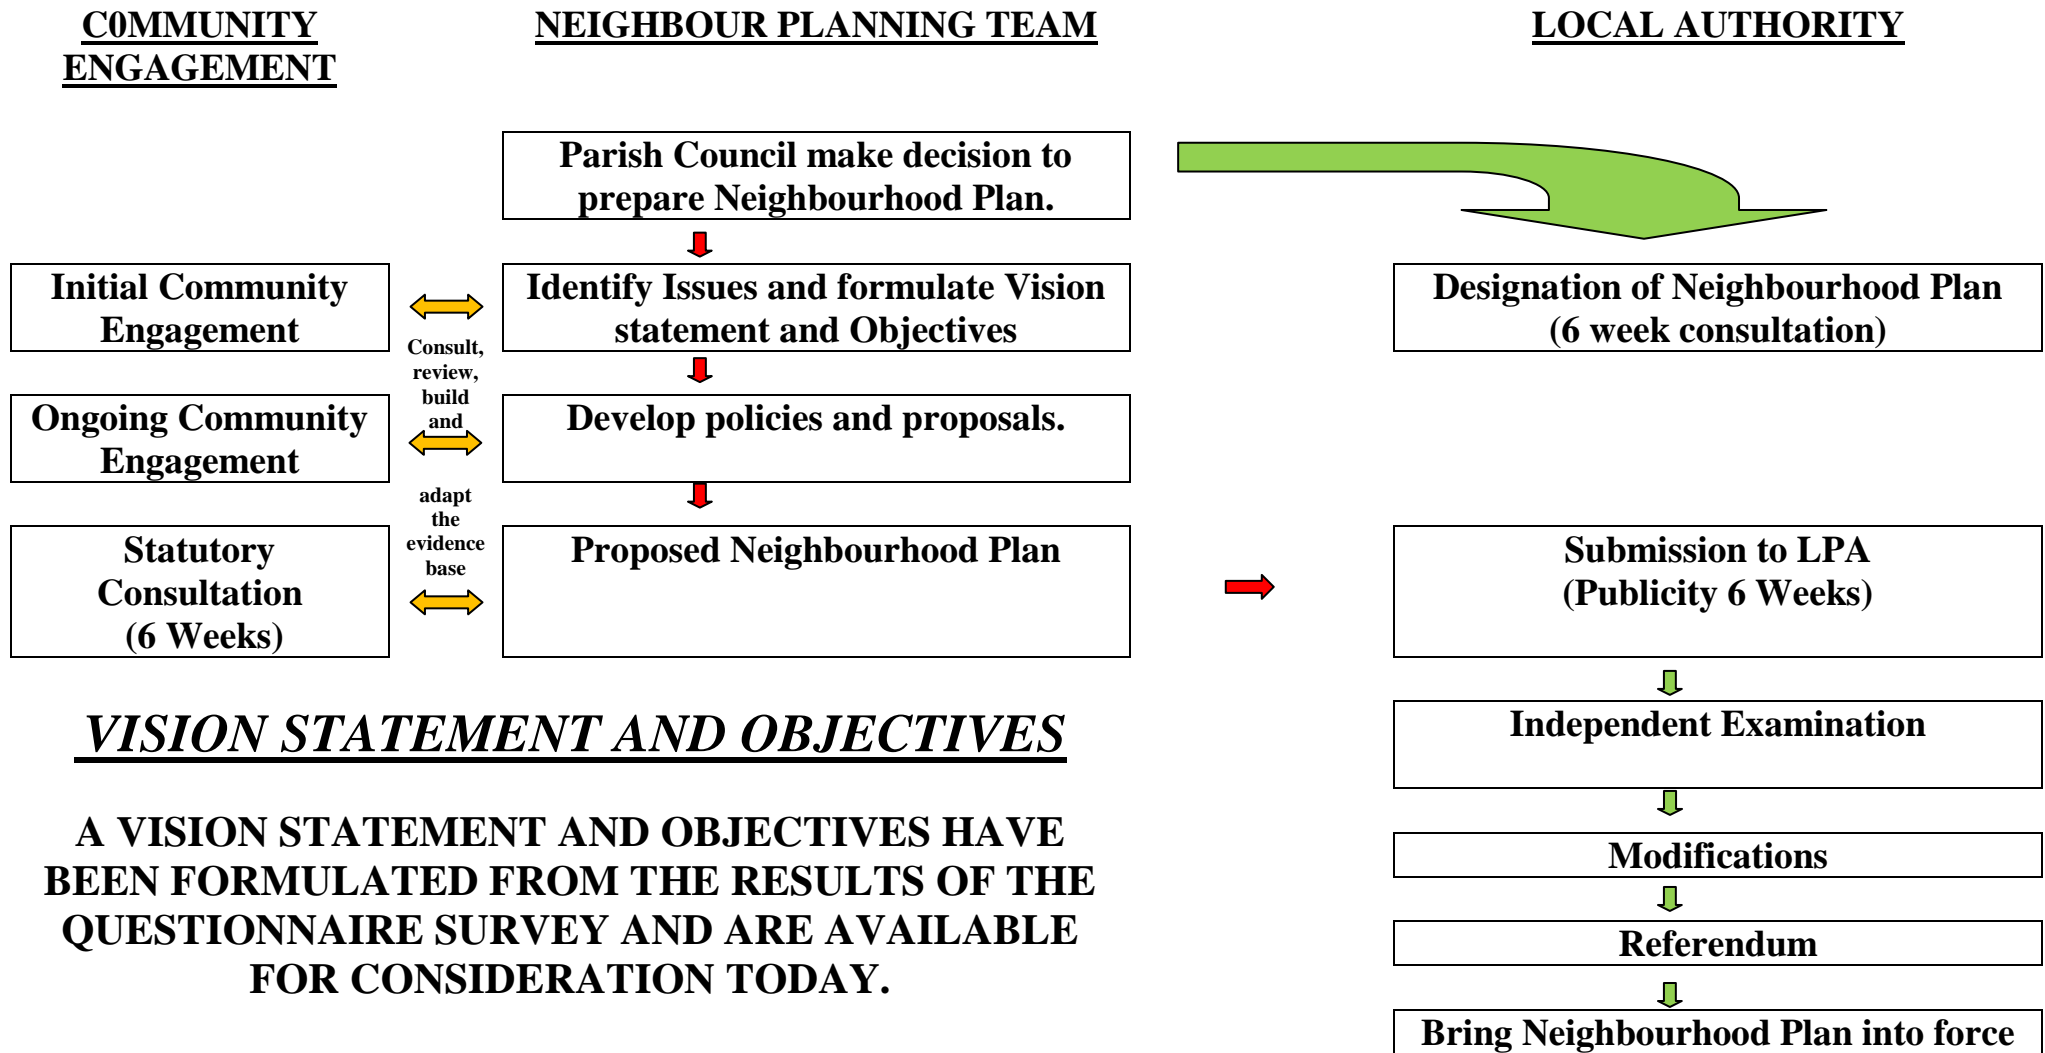 C0MMUNITY
ENGAGEMENT
NEIGHBOUR PLANNING TEAM
LOCAL AUTHORITY
Parish Council make decision to
prepare Neighbourhood Plan.
Initial Community
Engagement
Identify Issues and formulate Vision
statement and Objectives
Designation of Neighbourhood Plan
(6 week consultation)
Consult,
review,
build
and
adapt
the
evidence
base
Ongoing Community
Engagement
Develop policies and proposals.
Statutory
Consultation
(6 Weeks)
Proposed Neighbourhood Plan
Submission to LPA
(Publicity 6 Weeks)
Independent Examination
Modifications
Referendum
Bring Neighbourhood Plan into force
VISION STATEMENT AND OBJECTIVES
A VISION STATEMENT AND OBJECTIVES HAVE
BEEN FORMULATED FROM THE RESULTS OF THE
QUESTIONNAIRE SURVEY AND ARE AVAILABLE
FOR CONSIDERATION TODAY.